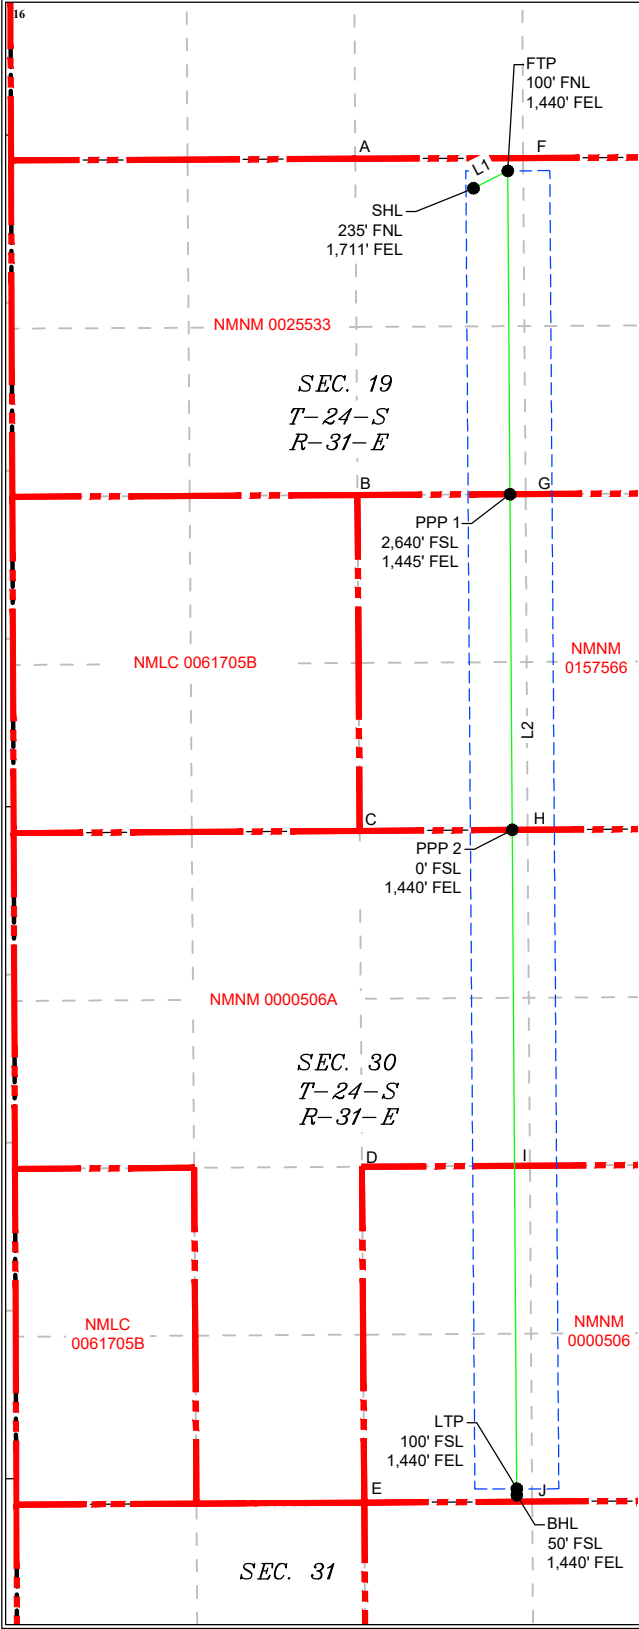 16
FTP
100' FNL
1,440' FEL
A
F
L1
SHL
235' FNL
1,711' FEL
NMNM 0025533
SEC. 19
T-24-S
R-31-E
B
G
PPP 1
2,640' FSL
1,445' FEL
NMLC 0061705B
NMNM
0157566
L2
C
H
PPP 2
0' FSL
1,440' FEL
NMNM 0000506A
SEC. 30
T-24-S
R-31-E
D
I
NMLC
0061705B
NMNM
0000506
LTP
100' FSL
1,440' FEL
E
J
BHL
50' FSL
1,440' FEL
SEC. 31